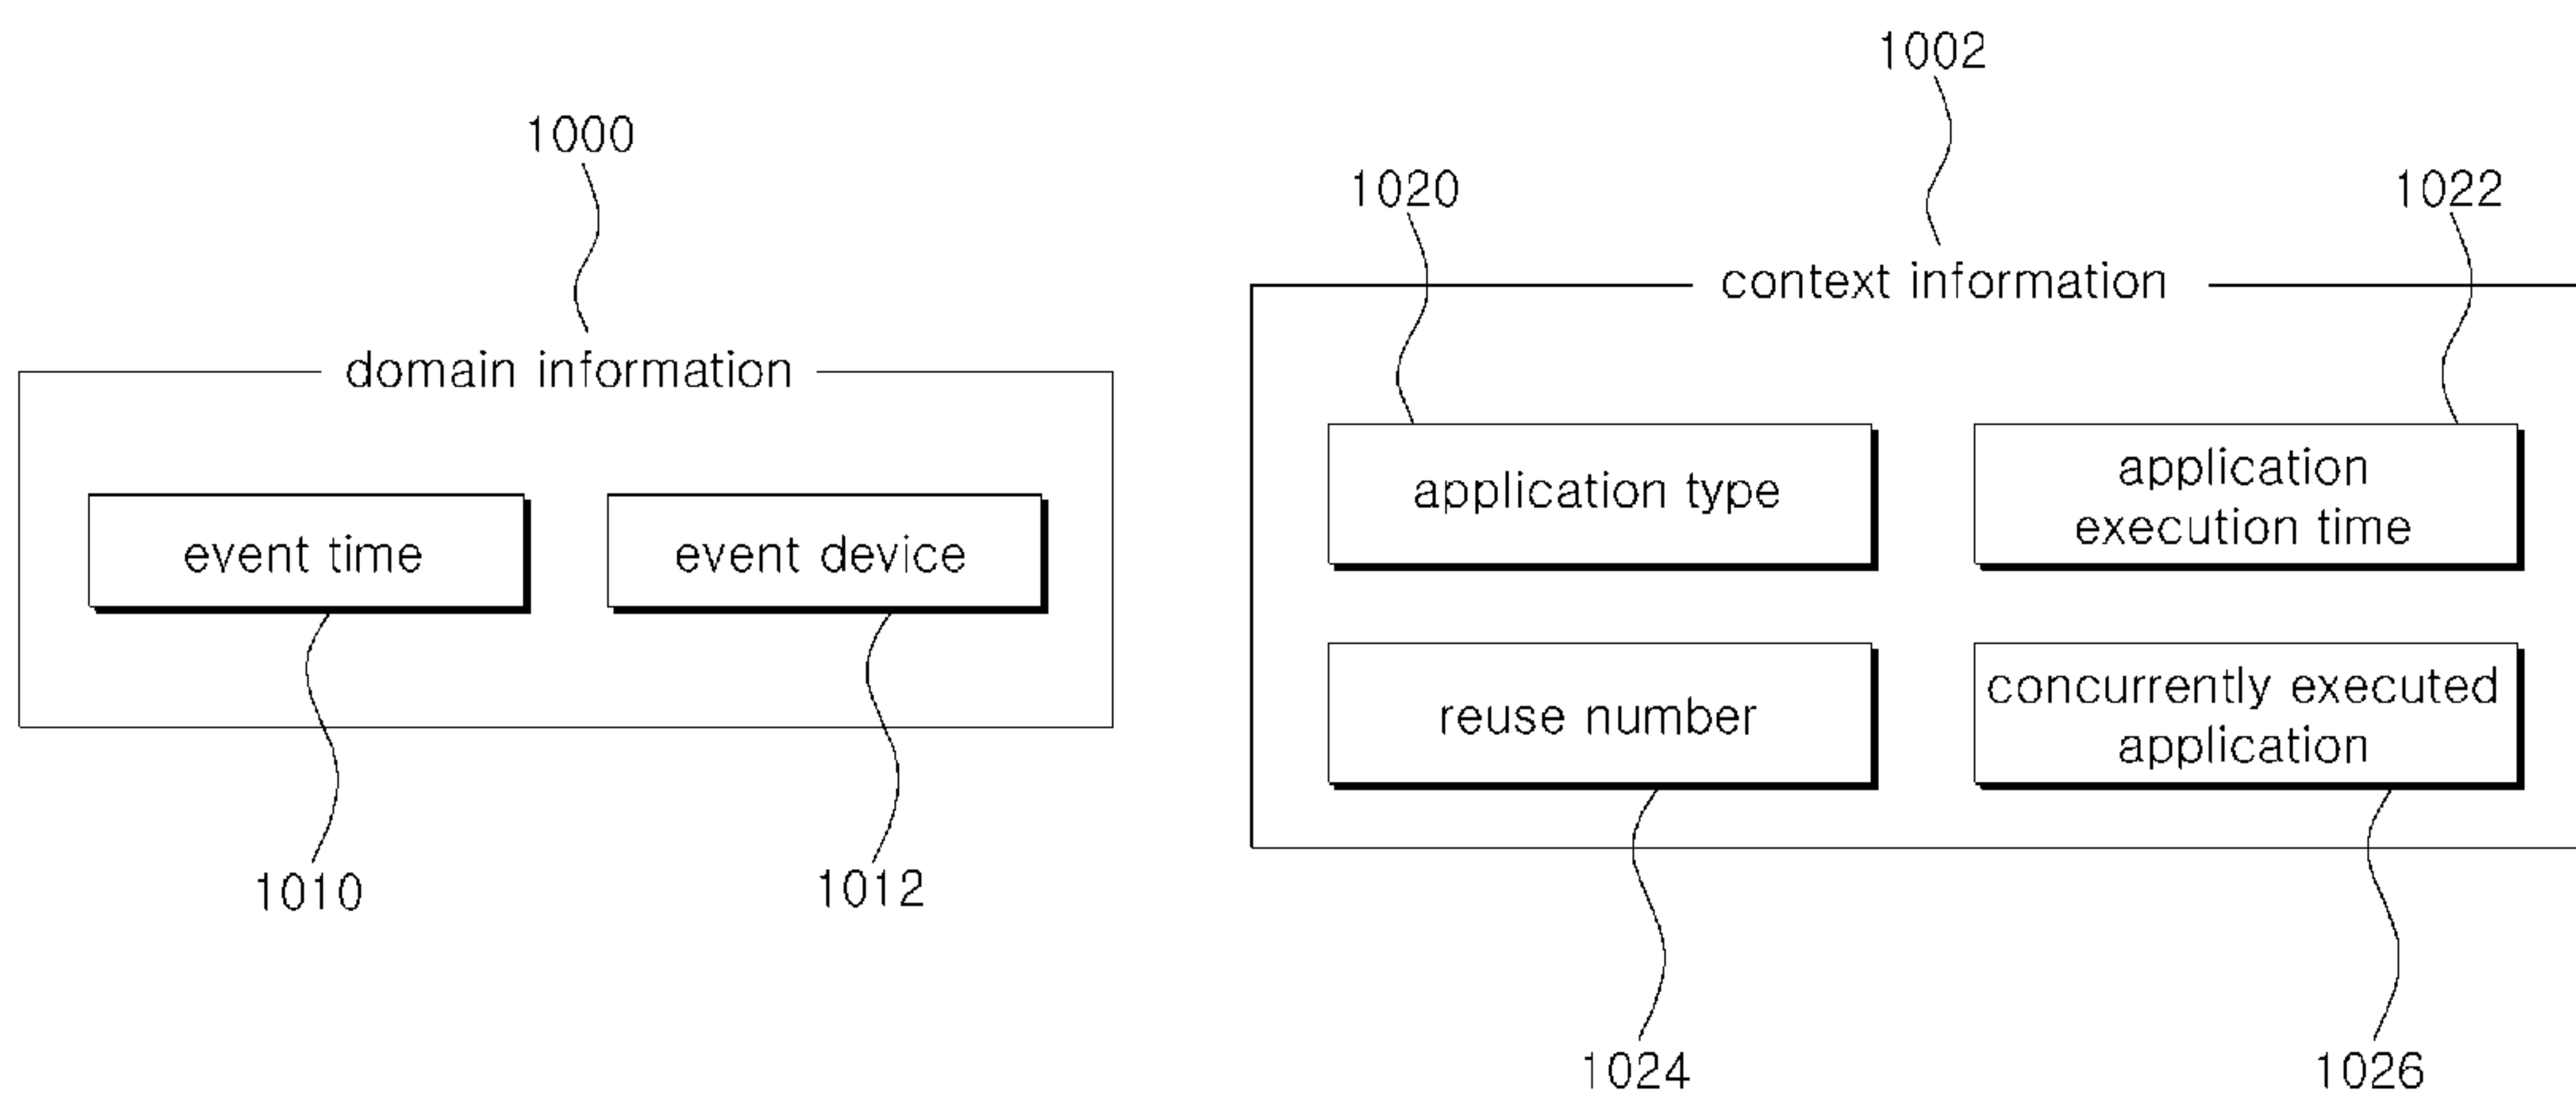 1000
domain information
event time
event device
1010
1012
1002
1020
1022
context information
application type
application
execution time
reuse number
concurrently executed
application
1024
1026